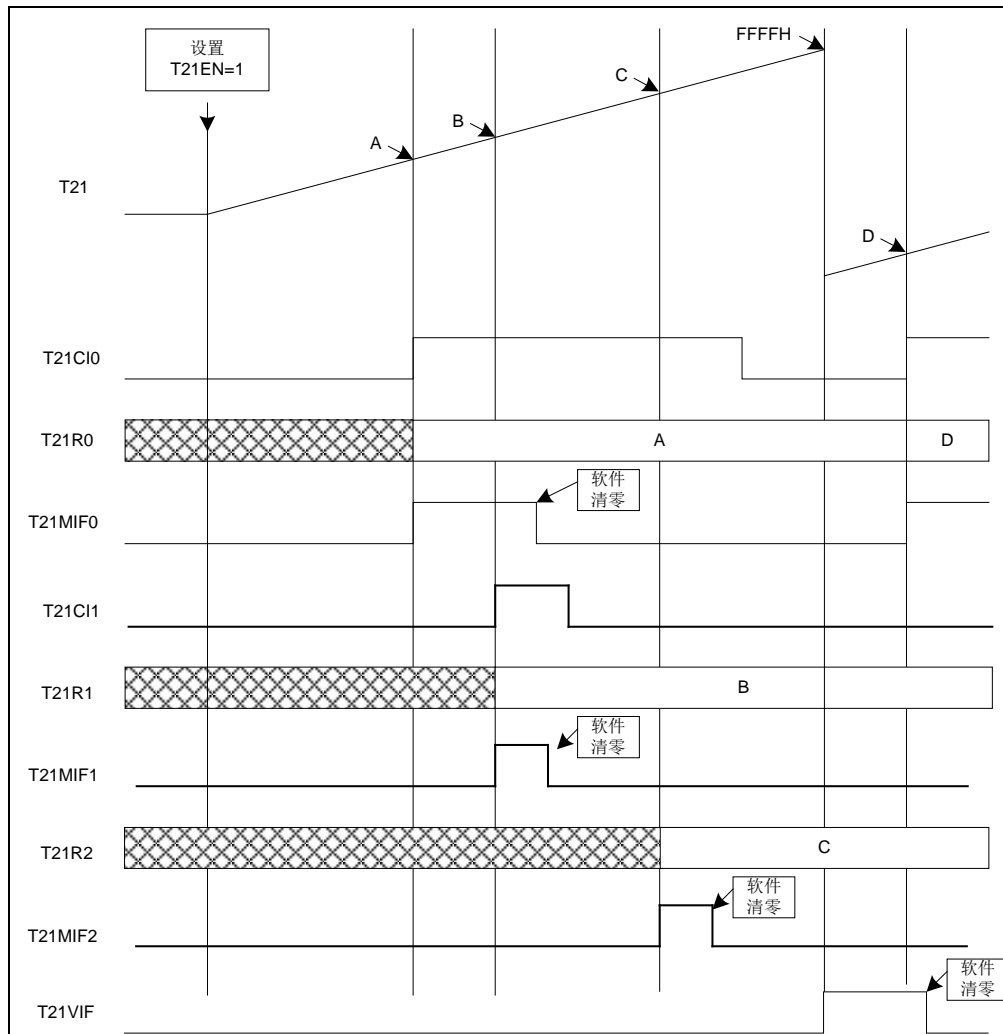 设置
T21EN=1
FFFFH
C
B
A
T21
D
T21CI0
T21R0
A
D
软件
清零
T21MIF0
T21CI1
T21R1
B
软件
清零
T21MIF1
T21R2
C
软件
清零
T21MIF2
软件
清零
T21VIF